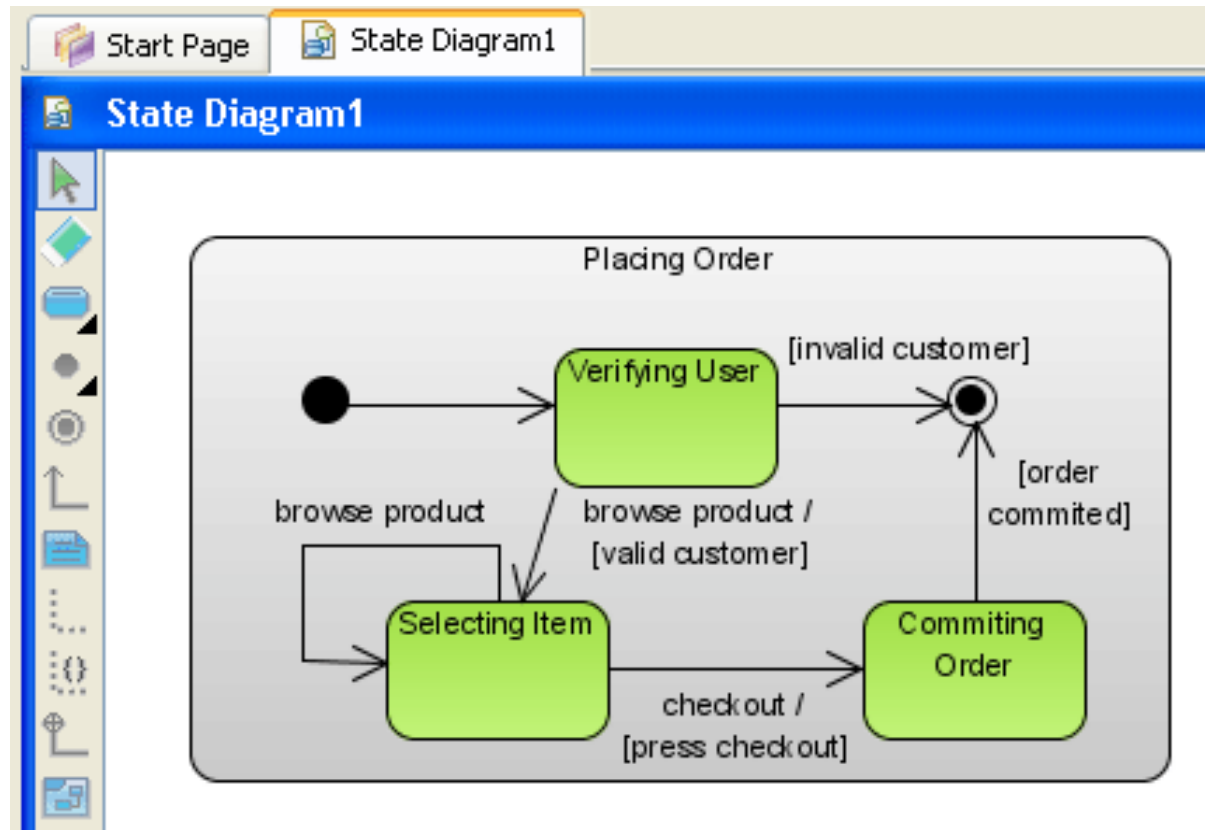 Start Page
State Diagram1
State Diagram1
Placing Order
[invalid customer]
Verifying User
[order
commited]
browse product
browse product /
[valid customer]
Selecting Item
Commiting
Order
checkout /
[press checkout]